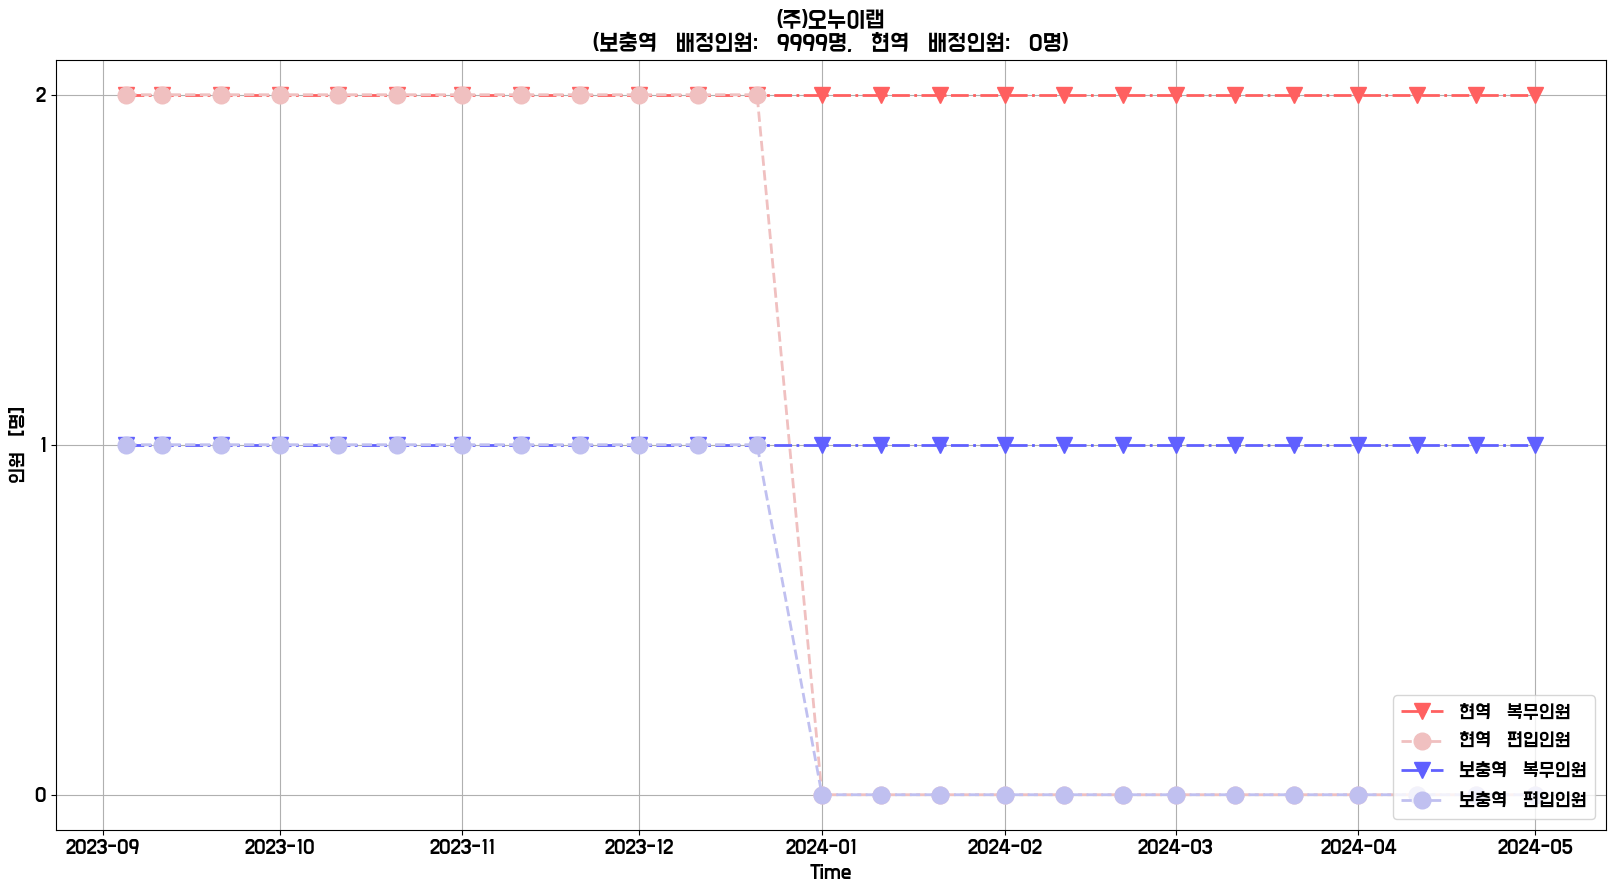 (주)오누이랩
(보충역 배정인원: 9999명, 현역 배정인원: 0명)
2
1
0
인원 [명]
2023-09 2023-10 2023-11 2023-12 2024-01 2024-02 2024-03 2024-04 2024-05
Time
현역 복무인원
현역 편입인원
보충역 복무인원
보충역 편입인원